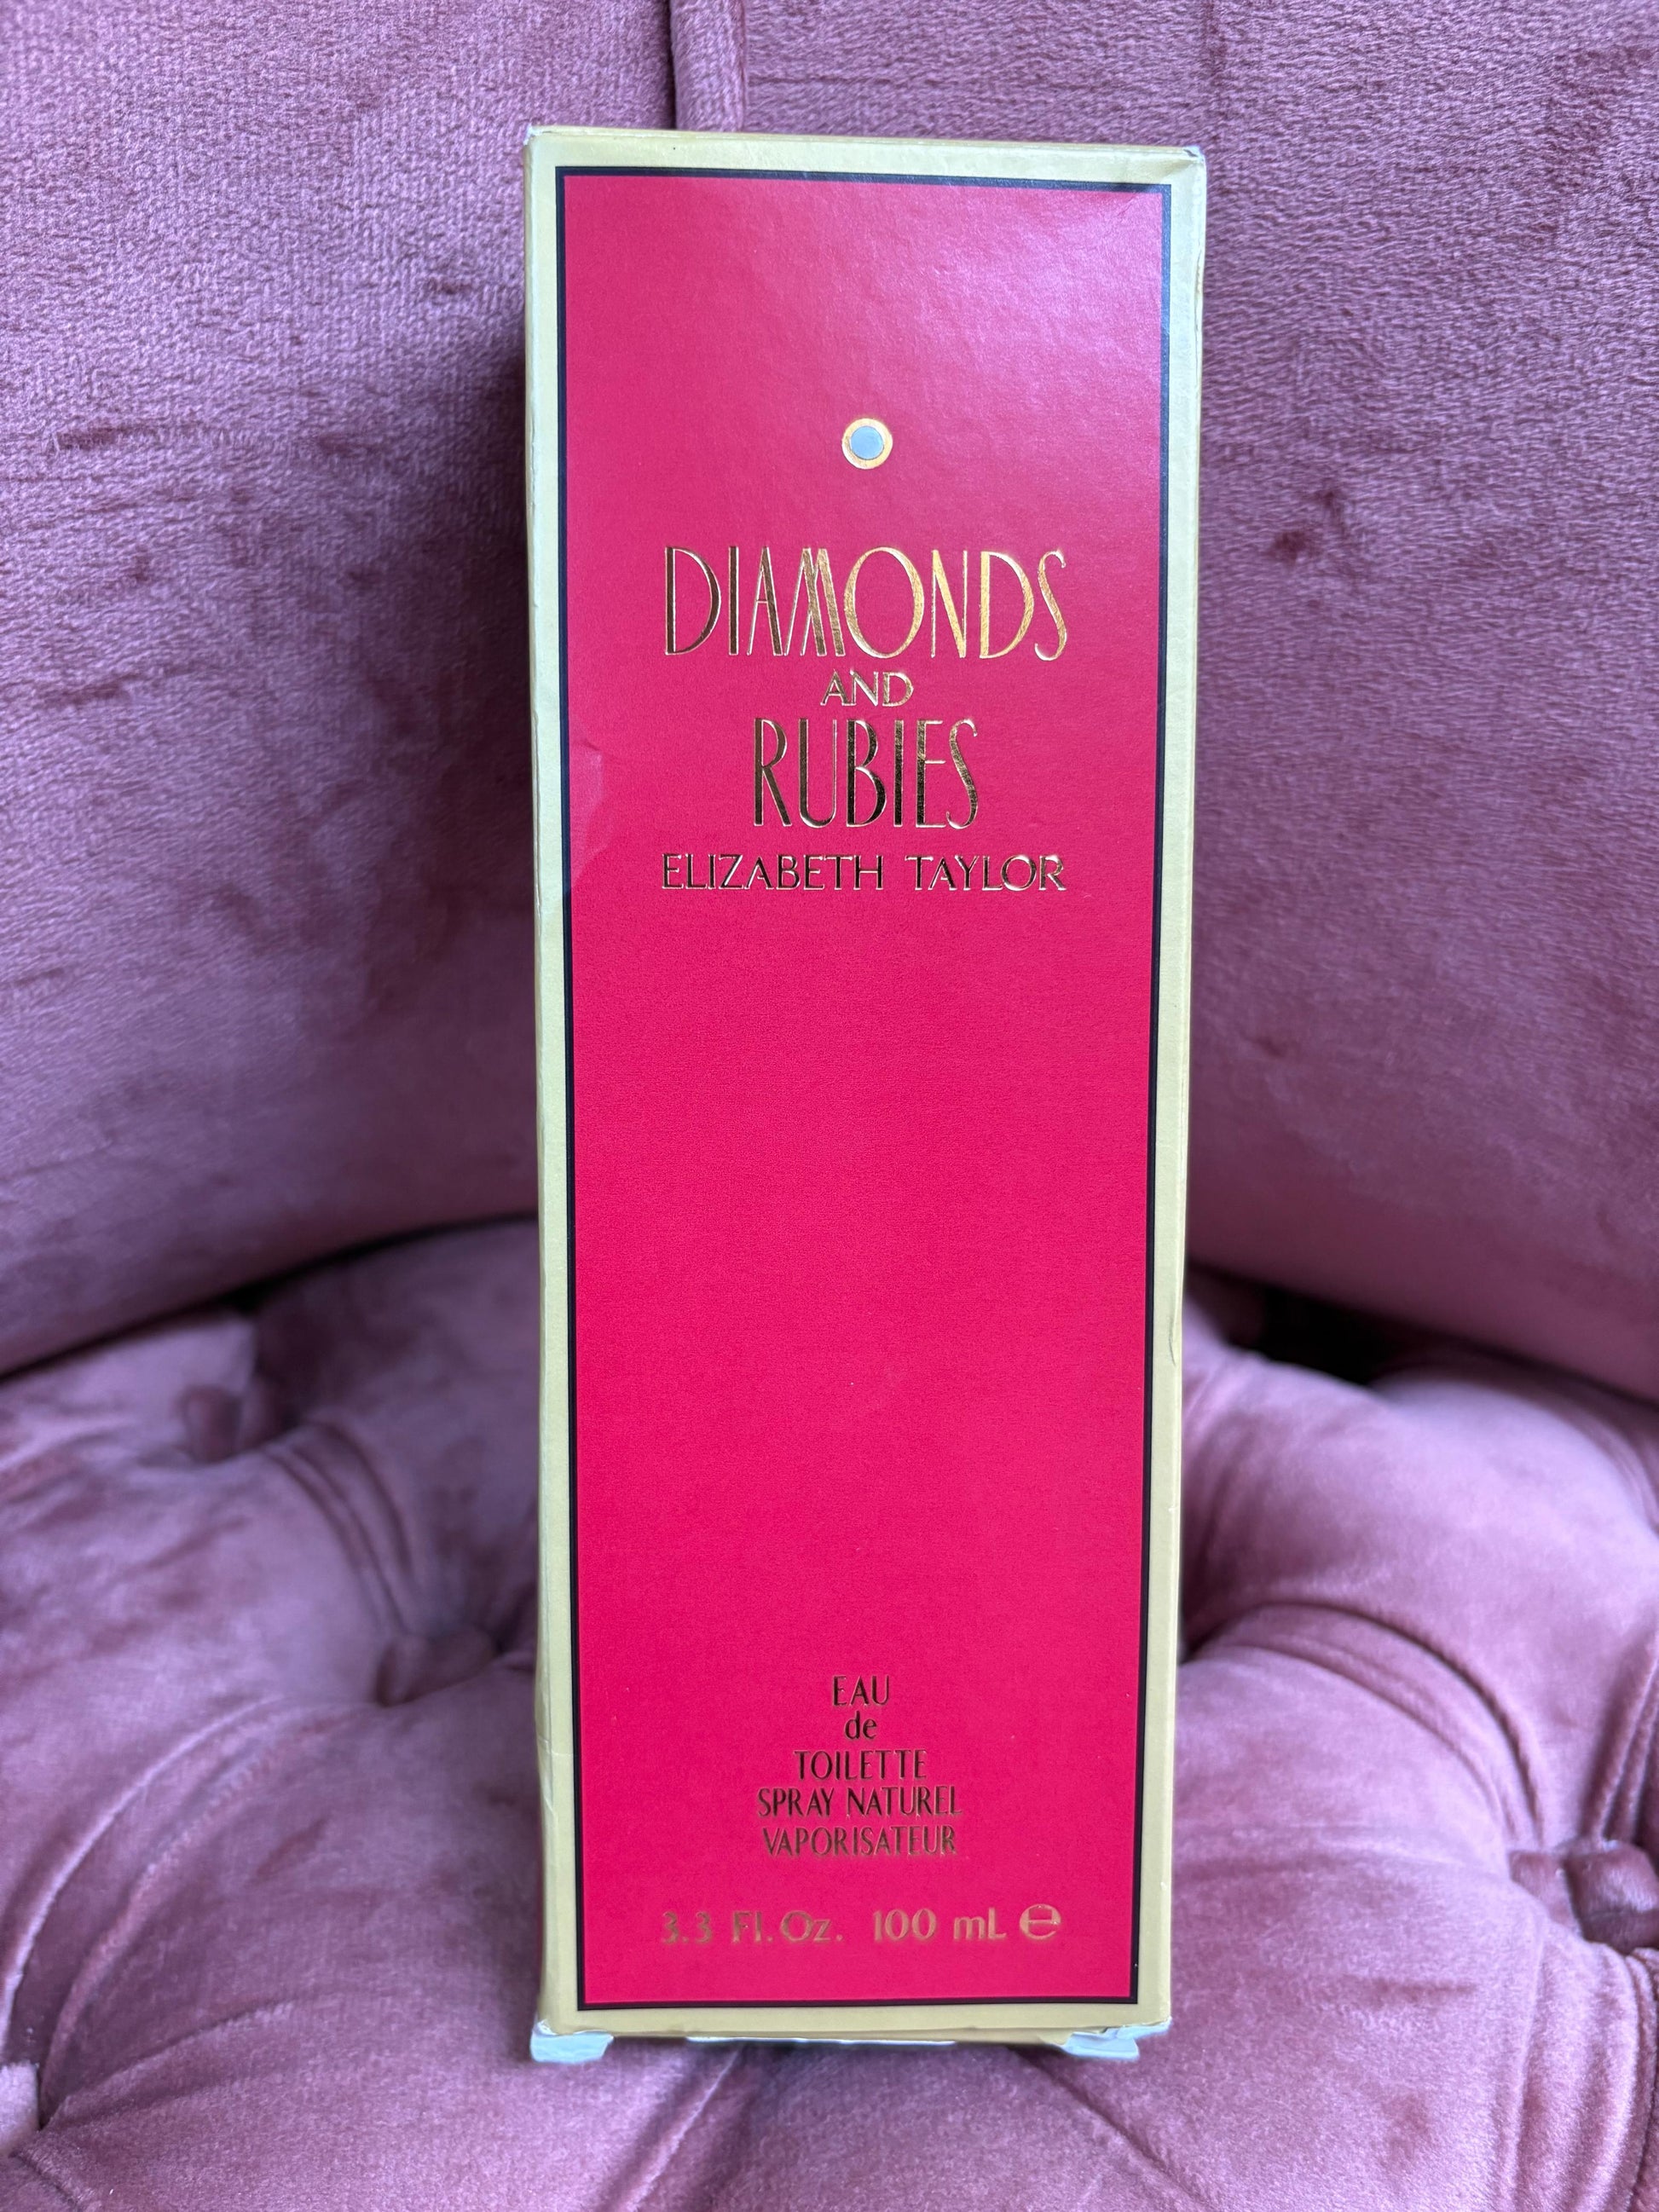 DIAMONDS
AND
RUBIES
ELIZABETH TAYLOR
EAU
de
TOILETTE
SPRAY NATUREL
VAPORISATEUR
3.3 Fl.Oz. 100 mL ℮